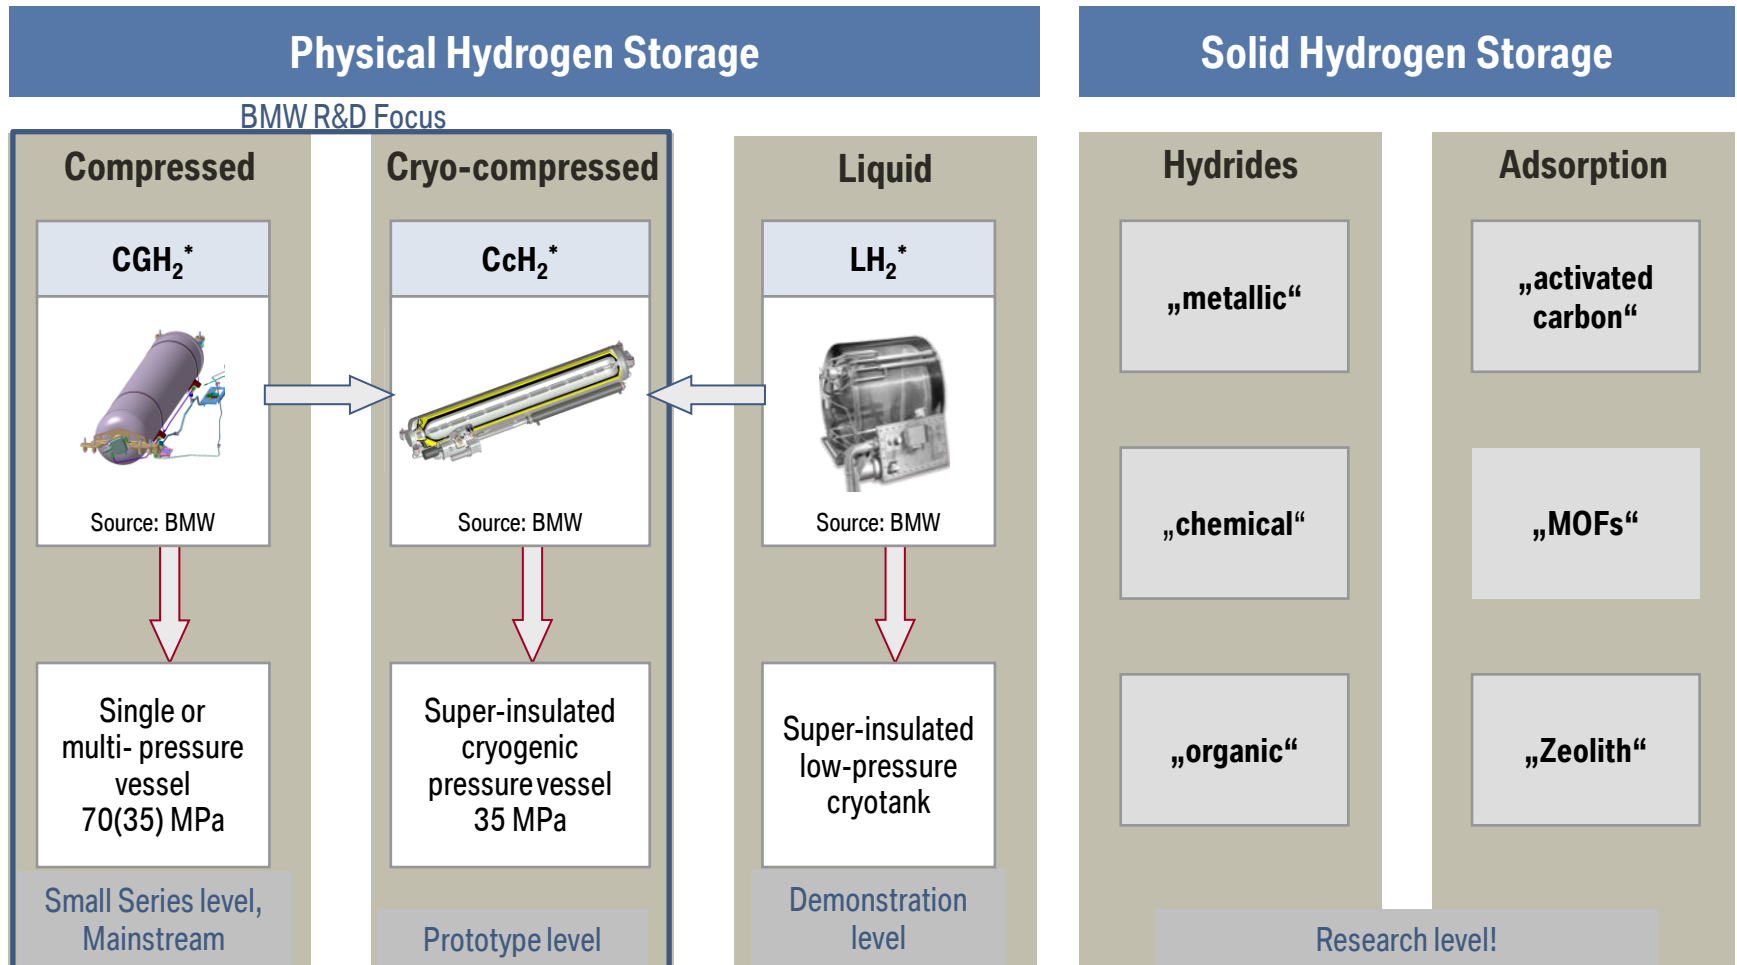 Physical Hydrogen Storage
Solid Hydrogen Storage
BMW R&D Focus
Compressed
CGH₂*
Source: BMW
Single or
multi- pressure
vessel
70(35) MPa
Small Series level,
Mainstream
Cryo-compressed
CcH₂*
Source: BMW
Super-insulated
cryogenic
pressure vessel
35 MPa
Prototype level
Liquid
LH₂*
Source: BMW
Super-insulated
low-pressure
cryotank
Demonstration
level
Hydrides
„metallic“
„chemical“
„organic“
Adsorption
„activated
carbon“
„MOFs“
„Zeolith“
Research level!